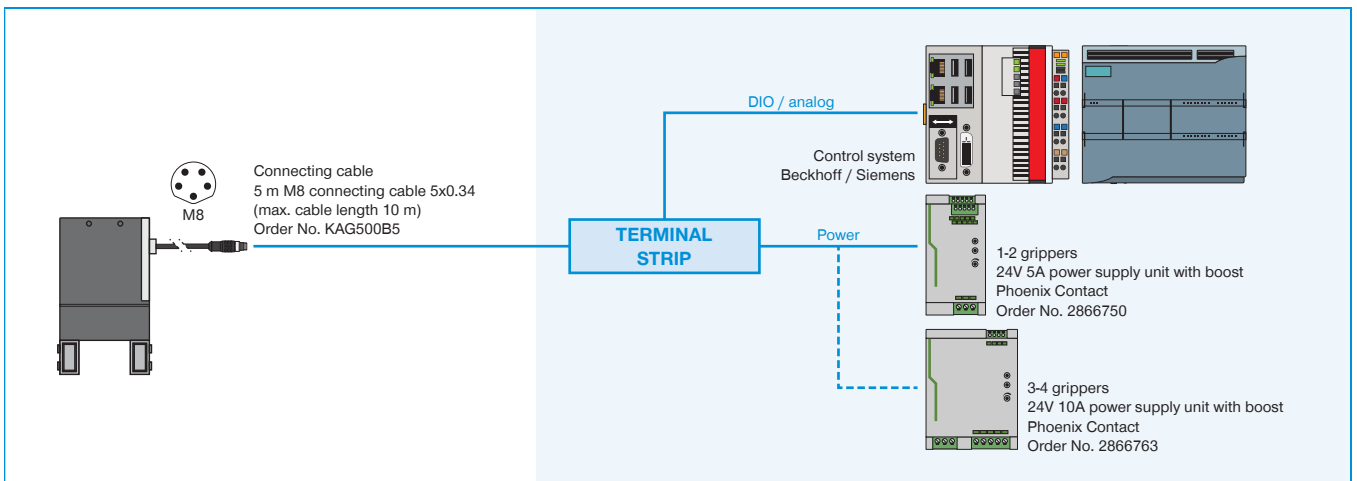 M8
Connecting cable
5 m M8 connecting cable 5x0.34
(max. cable length 10 m)
Order No. KAG500B5
TERMINAL
STRIP
DIO / analog
Control system
Beckhoff / Siemens
Power
1-2 grippers
24V 5A power supply unit with boost
Phoenix Contact
Order No. 2866750
3-4 grippers
24V 10A power supply unit with boost
Phoenix Contact
Order No. 2866763